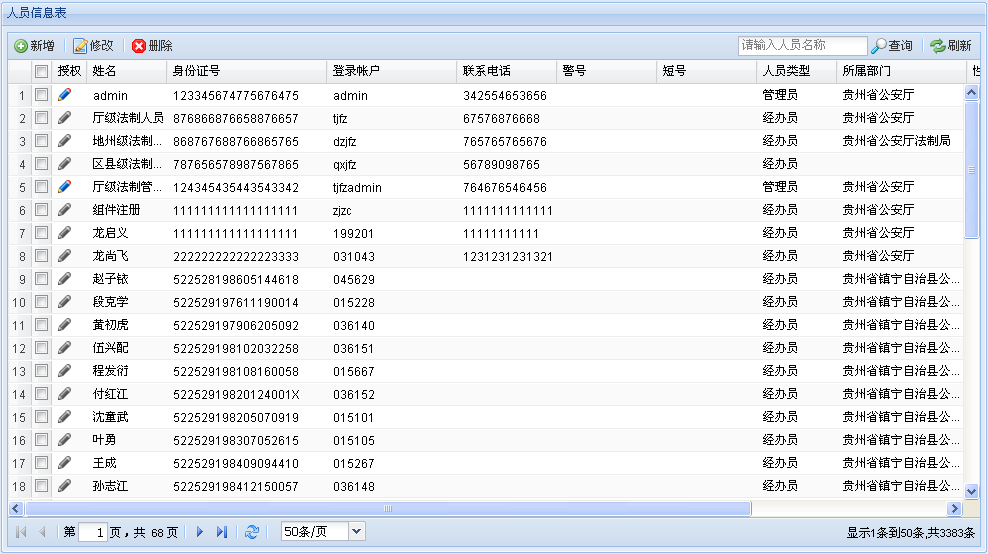 人员信息表
新增 修改 删除 请输入人员名称 查询 刷新
授权 姓名 身份证号 登录帐户 联系电话 警号 短号 人员类型 所属部门
1 admin 123345674775676475 admin 342554653656 管理员 贵州省公安厅
2 厅级法制人员 876866876658876657 tjfz 67576876668 经办员 贵州省公安厅
3 地州级法制... 868767688766865765 dzjfz 765765765676 经办员 贵州省公安厅法制局
4 区县级法制... 787656578987567865 qxjfz 56789098765 经办员
5 厅级法制管... 124345435443543342 tjfzadmin 764676546456 管理员 贵州省公安厅
6 组件注册 111111111111111111 zjzc 1111111111111 经办员 贵州省公安厅
7 龙启义 111111111111111111 199201 11111111111 经办员 贵州省公安厅
8 龙尚飞 222222222222223333 031043 1231231231321 经办员 贵州省公安厅
9 赵子铱 522528198605144618 045629 经办员 贵州省镇宁自治县公...
10 段克学 522529197611190014 015228 经办员 贵州省镇宁自治县公...
11 黄初虎 522529197906205092 036140 经办员 贵州省镇宁自治县公...
12 伍兴配 522529198102032258 036151 经办员 贵州省镇宁自治县公...
13 程发衍 522529198108160058 015667 经办员 贵州省镇宁自治县公...
14 付红江 52252919820124001X 036152 经办员 贵州省镇宁自治县公...
15 沈童武 522529198205070919 015101 经办员 贵州省镇宁自治县公...
16 叶勇 522529198307052615 015105 经办员 贵州省镇宁自治县公...
17 王成 522529198409094410 015267 经办员 贵州省镇宁自治县公...
18 孙志江 522529198412150057 036148 经办员 贵州省镇宁自治县公...
第 1 页，共 68 页 50条/页 显示1条到50条,共3383条